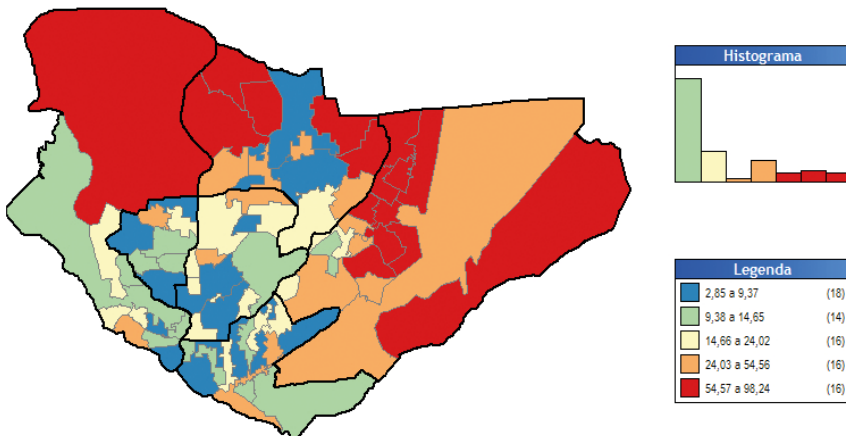 Histograma
Legenda
2,85 a 9,37 (18)
9,38 a 14,65 (14)
14,66 a 24,02 (16)
24,03 a 54,56 (16)
54,57 a 98,24 (16)